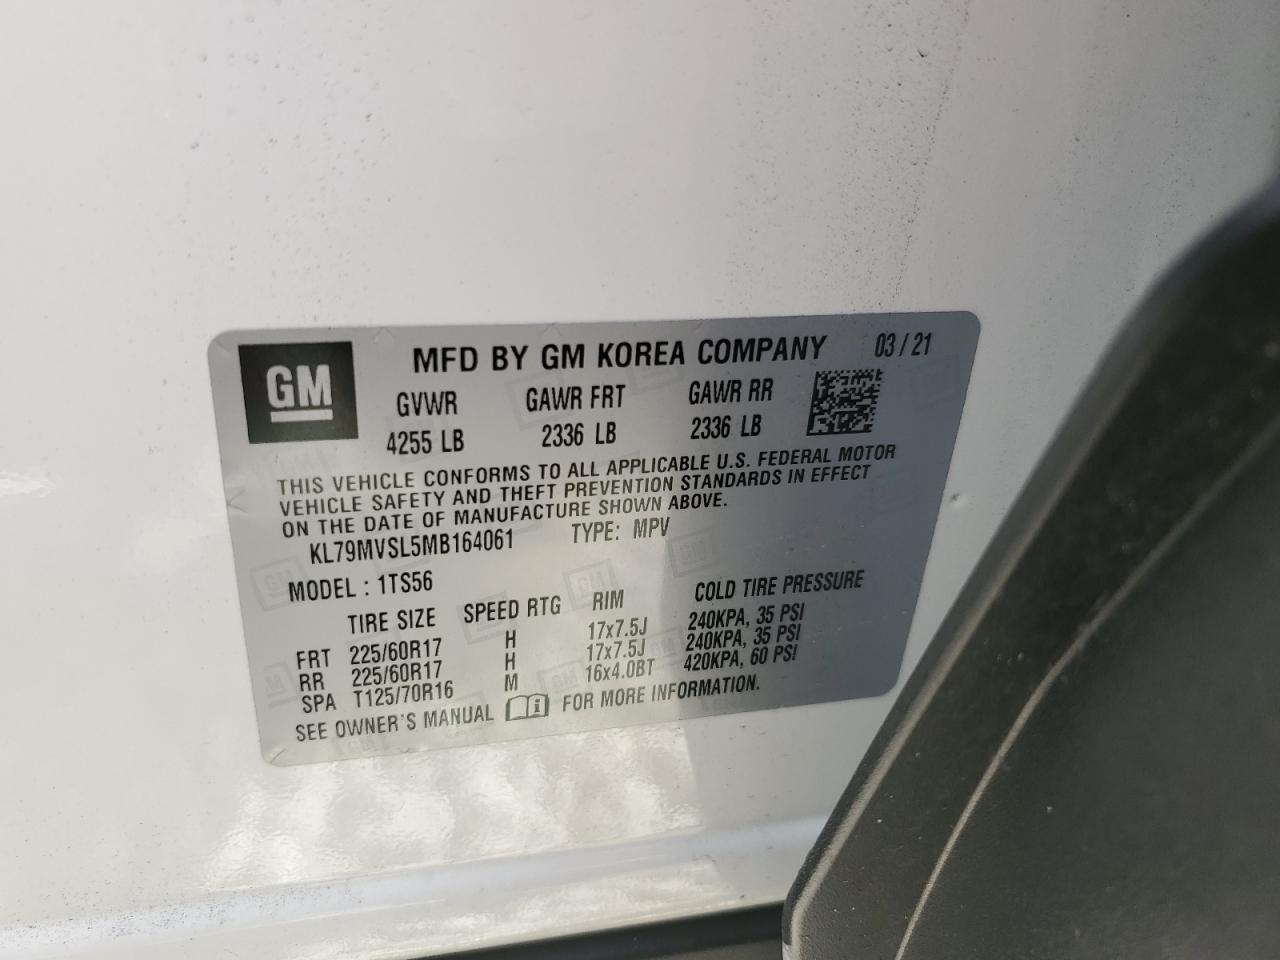 GM
MFD BY GM KOREA COMPANY 03/21
GVWR GAWR FRT GAWR RR
4255 LB 2336 LB 2336 LB
THIS VEHICLE CONFORMS TO ALL APPLICABLE U.S. FEDERAL MOTOR
VEHICLE SAFETY AND THEFT PREVENTION STANDARDS IN EFFECT
ON THE DATE OF MANUFACTURE SHOWN ABOVE.
KL79MVSL5MB164061 TYPE: MPV
MODEL : 1TS56
TIRE SIZE SPEED RTG RIM COLD TIRE PRESSURE
FRT 225/60R17 H 17x7.5J 240KPA, 35 PSI
RR 225/60R17 H 17x7.5J 240KPA, 35 PSI
SPA T125/70R16 M 16x4.0BT 420KPA, 60 PSI
SEE OWNER'S MANUAL FOR MORE INFORMATION.